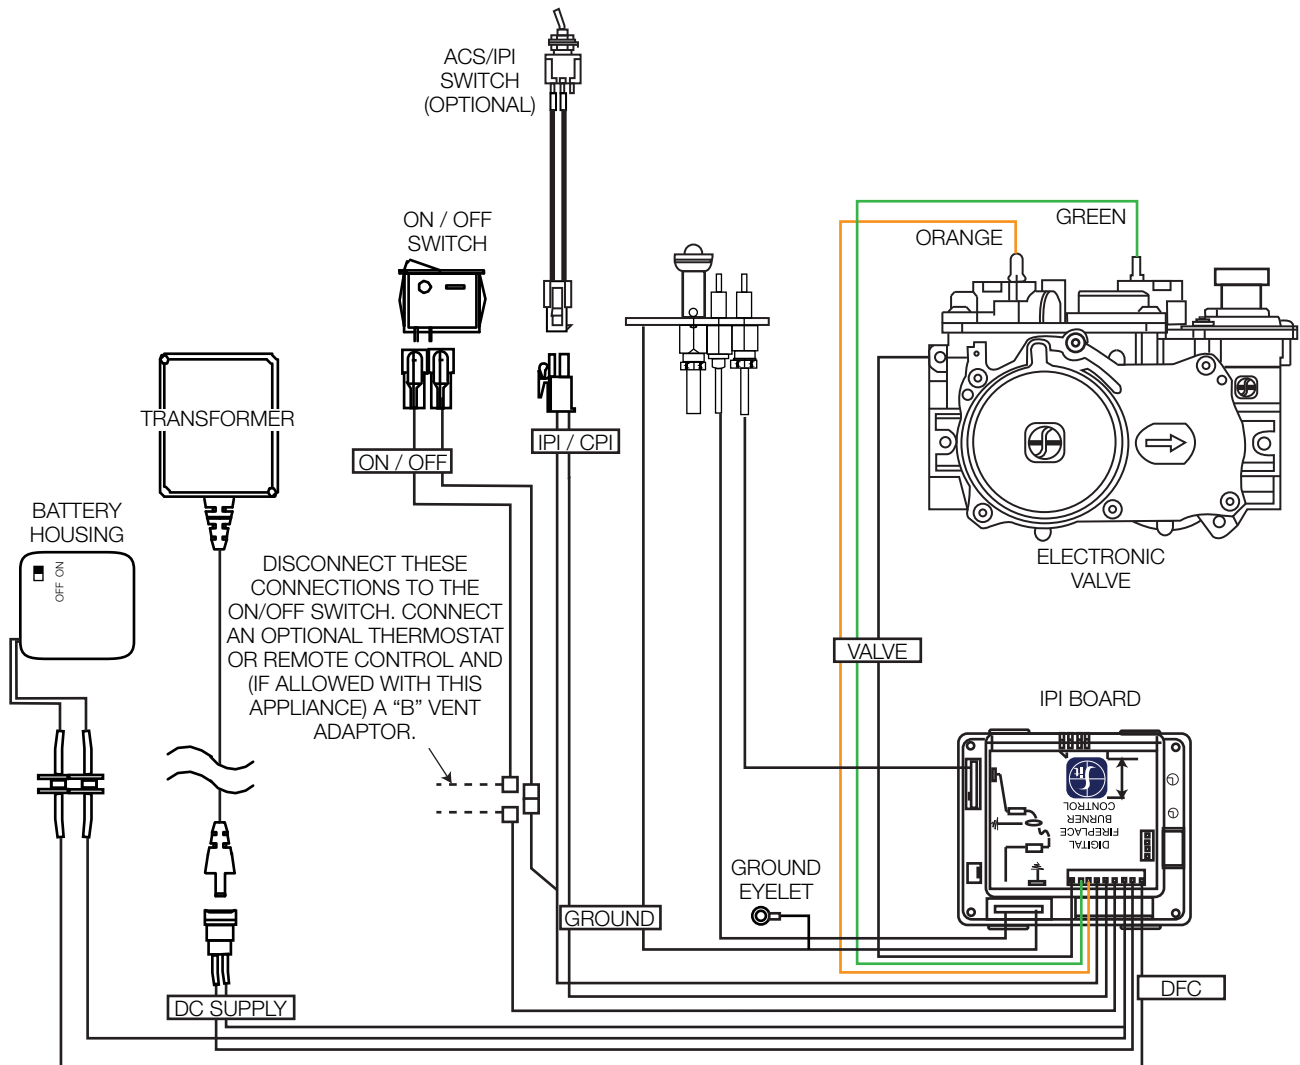 ACS/IPI
SWITCH
(OPTIONAL)
ON / OFF
SWITCH
GREEN
ORANGE
TRANSFORMER
ON / OFF
IPI / CPI
BATTERY
HOUSING
OFF ON
DISCONNECT THESE
CONNECTIONS TO THE
ON/OFF SWITCH. CONNECT
AN OPTIONAL THERMOSTAT
OR REMOTE CONTROL AND
(IF ALLOWED WITH THIS
APPLIANCE) A “B” VENT
ADAPTOR.
ELECTRONIC
VALVE
VALVE
IPI BOARD
DIGITAL
FIREPLACE
BURNER
CONTROL
GROUND
EYELET
GROUND
DC SUPPLY
DFC